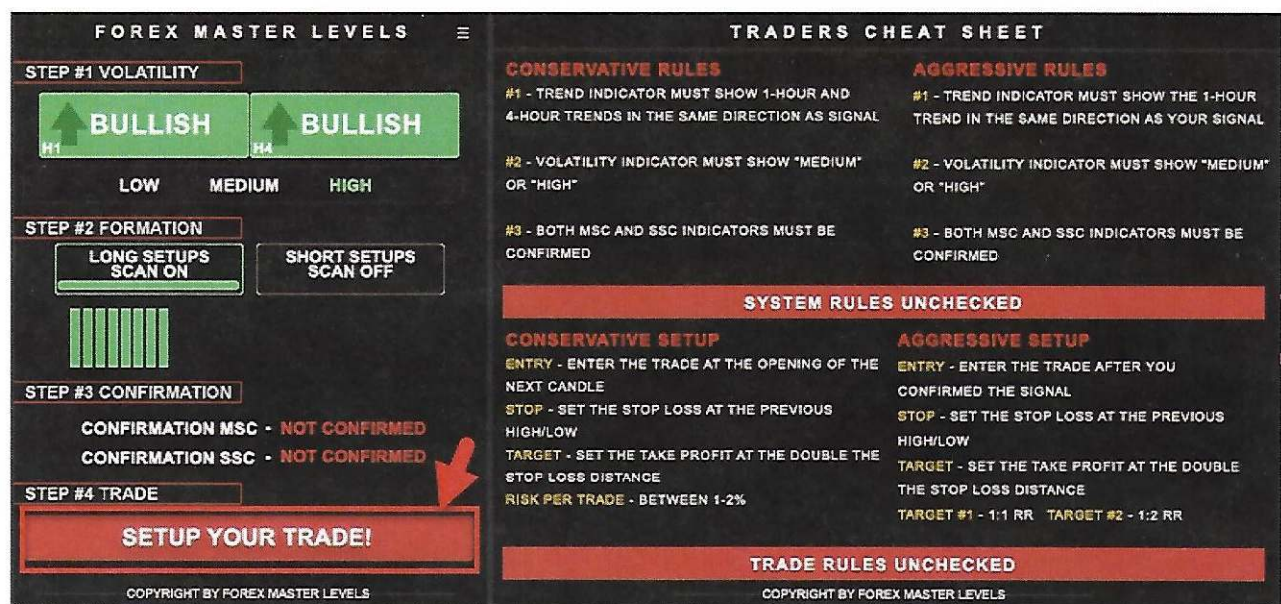 FOREX MASTER LEVELS ☰
STEP #1 VOLATILITY
BULLISH
H1
BULLISH
H4
LOW MEDIUM HIGH
STEP #2 FORMATION
LONG SETUPS
SCAN ON
SHORT SETUPS
SCAN OFF
STEP #3 CONFIRMATION
CONFIRMATION MSC - NOT CONFIRMED
CONFIRMATION SSC - NOT CONFIRMED
STEP #4 TRADE
SETUP YOUR TRADE!
COPYRIGHT BY FOREX MASTER LEVELS
TRADERS CHEAT SHEET
CONSERVATIVE RULES
#1 - TREND INDICATOR MUST SHOW 1-HOUR AND
4-HOUR TRENDS IN THE SAME DIRECTION AS SIGNAL
#2 - VOLATILITY INDICATOR MUST SHOW "MEDIUM"
OR "HIGH"
#3 - BOTH MSC AND SSC INDICATORS MUST BE
CONFIRMED
AGGRESSIVE RULES
#1 - TREND INDICATOR MUST SHOW THE 1-HOUR
TREND IN THE SAME DIRECTION AS YOUR SIGNAL
#2 - VOLATILITY INDICATOR MUST SHOW "MEDIUM"
OR "HIGH"
#3 - BOTH MSC AND SSC INDICATORS MUST BE
CONFIRMED
SYSTEM RULES UNCHECKED
CONSERVATIVE SETUP
ENTRY - ENTER THE TRADE AT THE OPENING OF THE
NEXT CANDLE
STOP - SET THE STOP LOSS AT THE PREVIOUS
HIGH/LOW
TARGET - SET THE TAKE PROFIT AT THE DOUBLE THE
STOP LOSS DISTANCE
RISK PER TRADE - BETWEEN 1-2%
AGGRESSIVE SETUP
ENTRY - ENTER THE TRADE AFTER YOU
CONFIRMED THE SIGNAL
STOP - SET THE STOP LOSS AT THE PREVIOUS
HIGH/LOW
TARGET - SET THE TAKE PROFIT AT THE DOUBLE
THE STOP LOSS DISTANCE
TARGET #1 - 1:1 RR TARGET #2 - 1:2 RR
TRADE RULES UNCHECKED
COPYRIGHT BY FOREX MASTER LEVELS